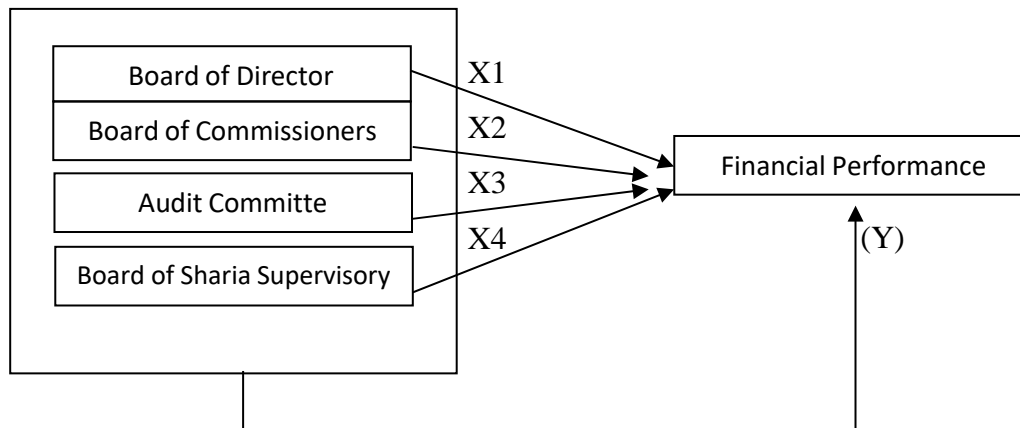 Board of Director
X1
Board of Commissioners
X2
Financial Performance
Audit Committe
X3
Board of Sharia Supervisory
X4
(Y)